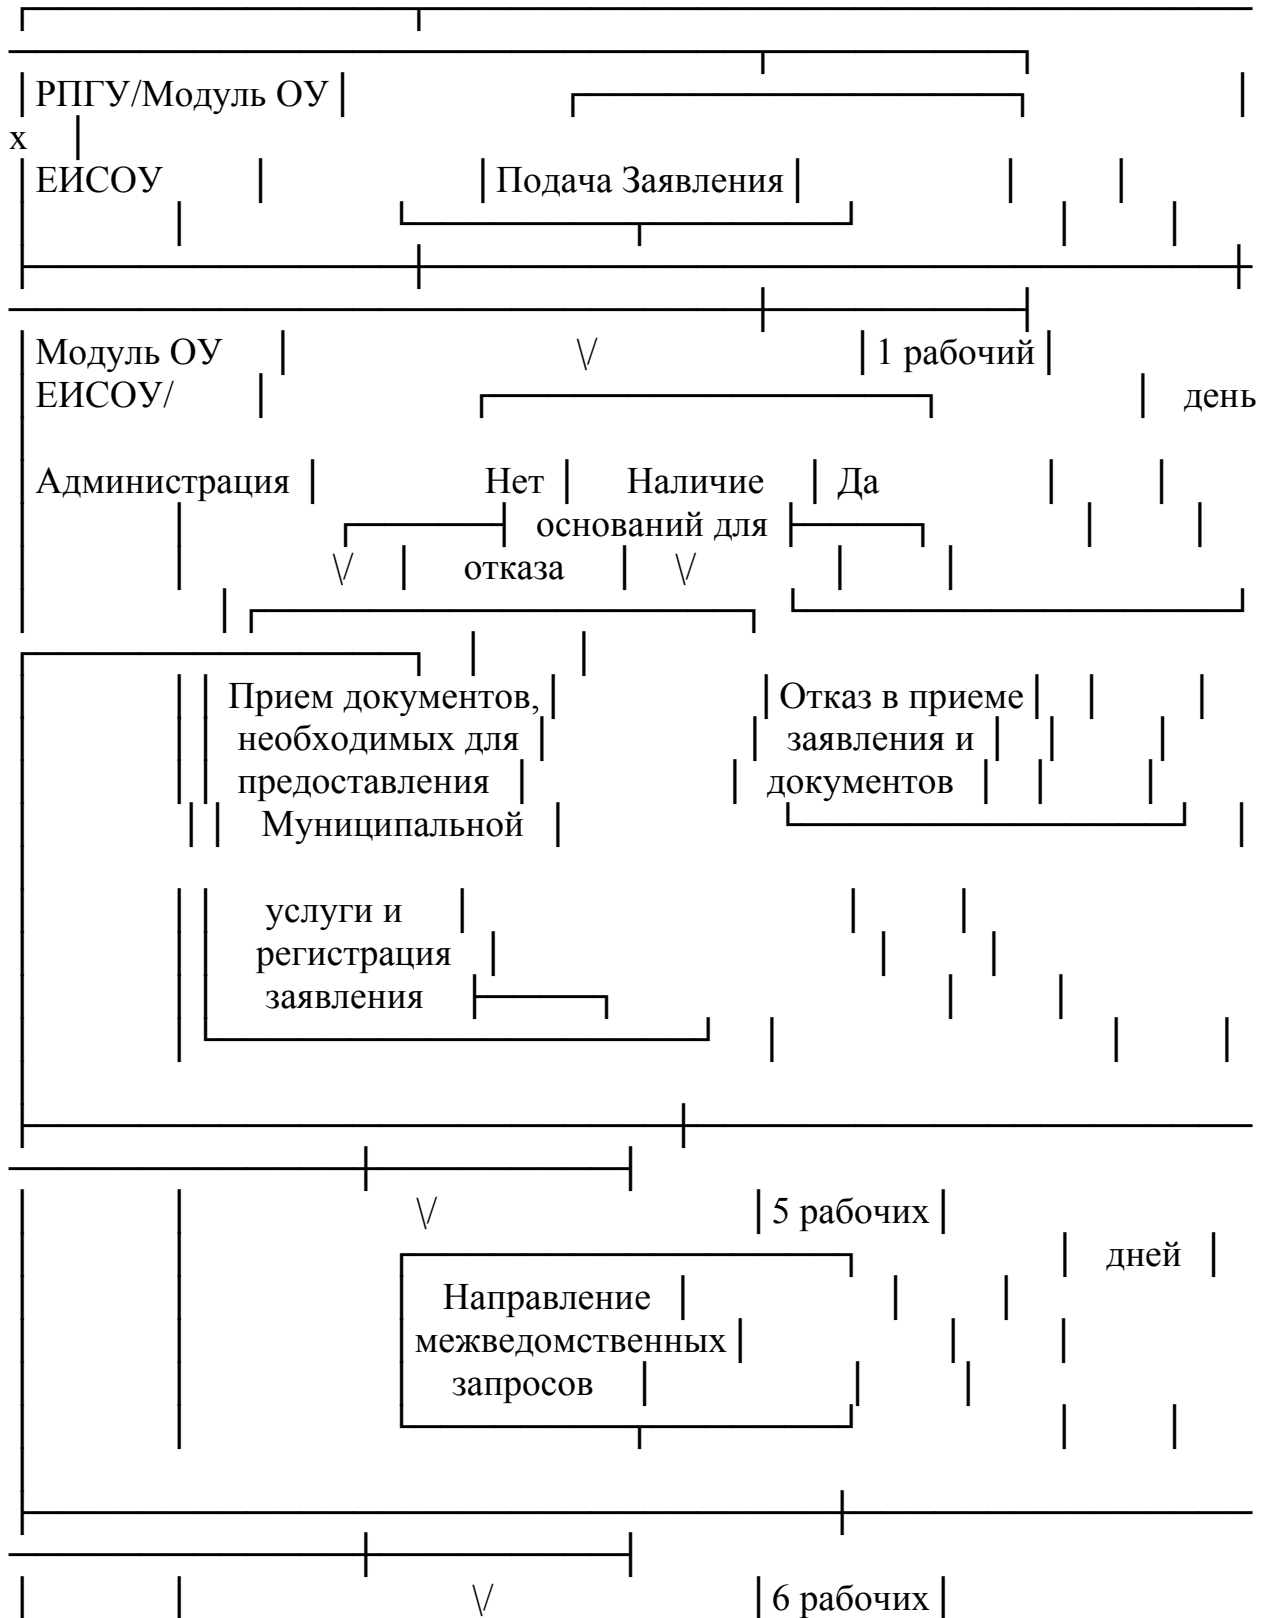 РПГУ/Модуль ОУ
х
ЕИСОУ Подача Заявления
Модуль ОУ \/ 1 рабочий
ЕИСОУ/ день
Администрация Нет Наличие Да
оснований для
\/ отказа \/
Прием документов, Отказ в приеме
необходимых для заявления и
предоставления документов
Муниципальной
услуги и
регистрация
заявления
\/ 5 рабочих
дней
Направление
межведомственных
запросов
\/ 6 рабочих